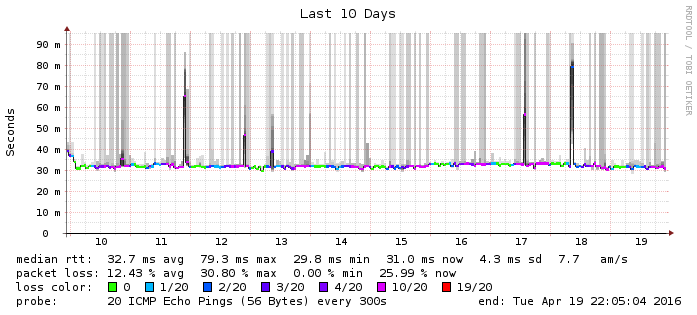 Last 10 Days
RRDTOOL / TOBI OETIKER
Seconds
90 m
80 m
70 m
60 m
50 m
40 m
30 m
20 m
10 m
0
10 11 12 13 14 15 16 17 18 19
median rtt: 32.7 ms avg 79.3 ms max 29.8 ms min 31.0 ms now 4.3 ms sd 7.7 am/s
packet loss: 12.43 % avg 30.80 % max 0.00 % min 25.99 % now
loss color: 0 1/20 2/20 3/20 4/20 10/20 19/20
probe: 20 ICMP Echo Pings (56 Bytes) every 300s end: Tue Apr 19 22:05:04 2016